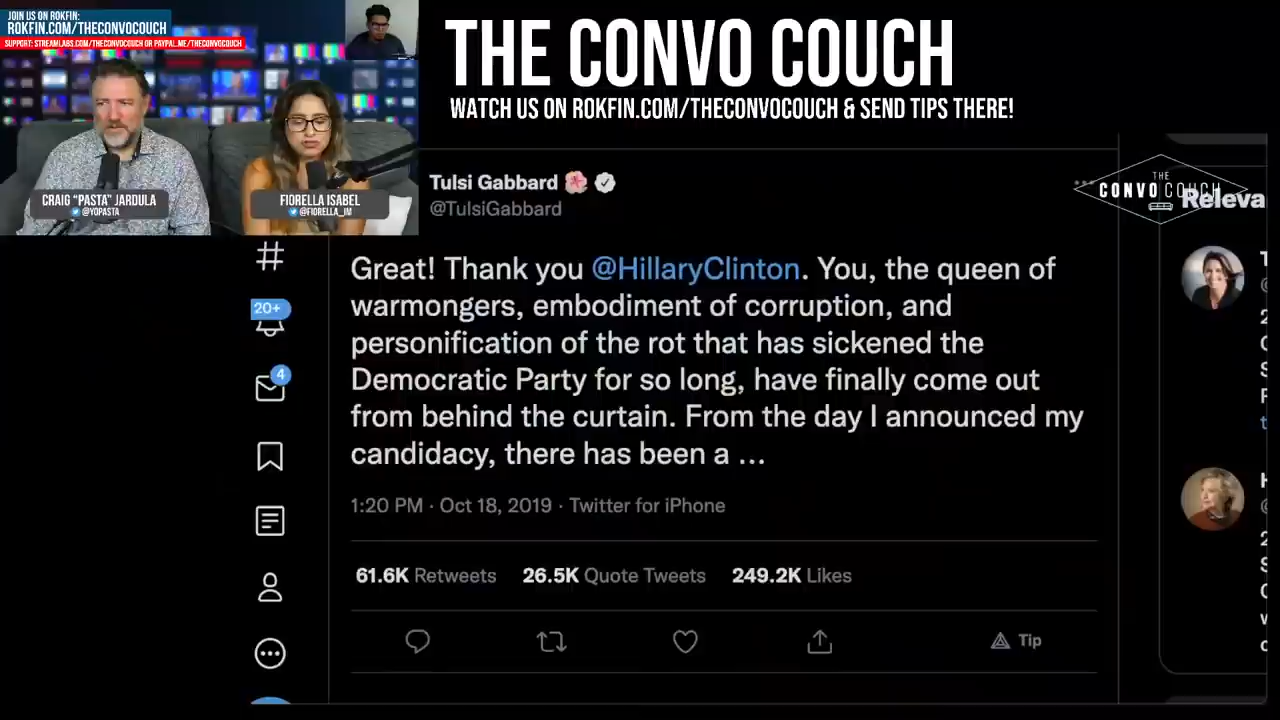 JOIN US ON ROKFIN:
ROKFIN.COM/THECONVOCOUCH
SUPPORT: STREAMLABS.COM/THECONVOCOUCH OR PAYPAL.ME/THECONVOCOUCH
CRAIG "PASTA" JARDULA
@YOPASTA
FIORELLA ISABEL
@FIORELLA_IM
THE CONVO COUCH
WATCH US ON ROKFIN.COM/THECONVOCOUCH & SEND TIPS THERE!
THE
CONVO COUCH
Releva
Tulsi Gabbard
@TulsiGabbard
Great! Thank you @HillaryClinton. You, the queen of
warmongers, embodiment of corruption, and
personification of the rot that has sickened the
Democratic Party for so long, have finally come out
from behind the curtain. From the day I announced my
candidacy, there has been a ...
1:20 PM · Oct 18, 2019 · Twitter for iPhone
61.6K Retweets 26.5K Quote Tweets 249.2K Likes
Tip
20+
4